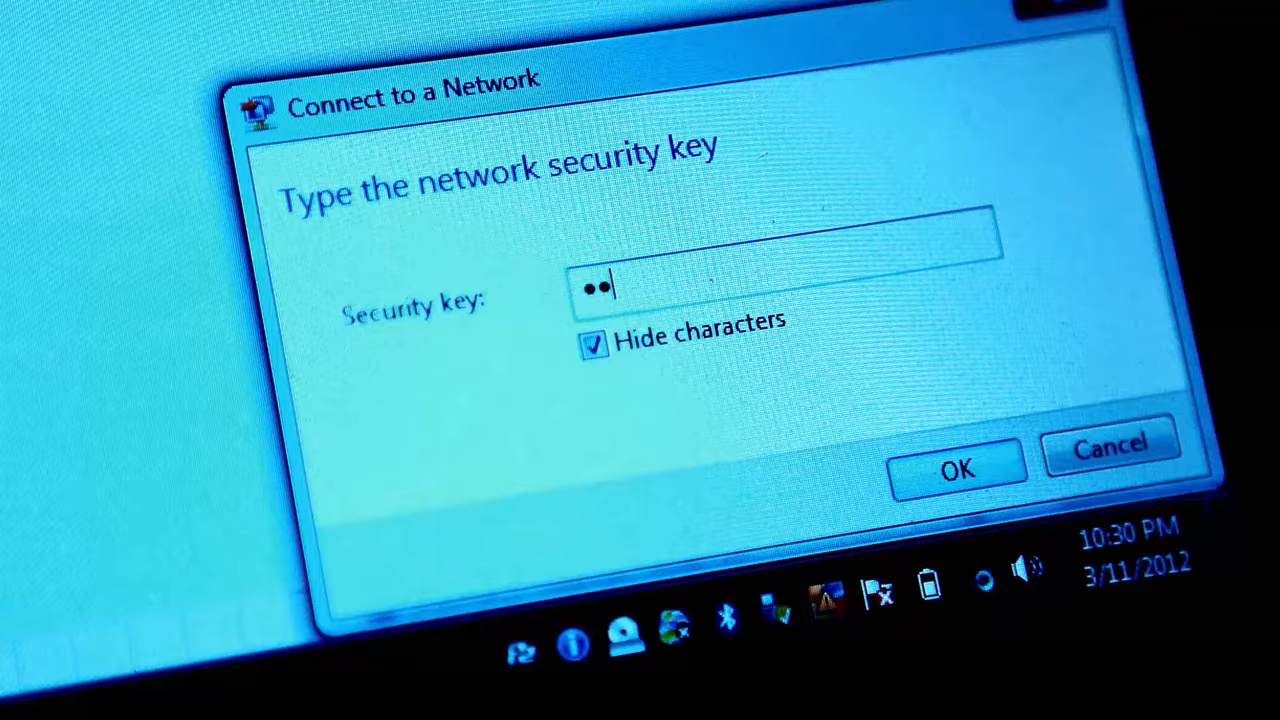 Connect to a Network
Type the network security key
Security key: ••
Hide characters
OK Cancel
10:30 PM
3/11/2012